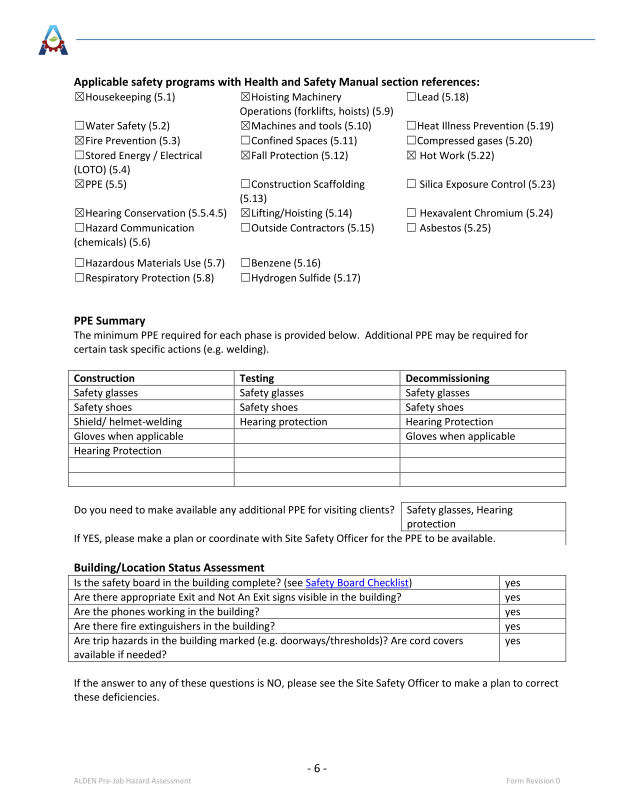 Applicable safety programs with Health and Safety Manual section references:
☒Housekeeping (5.1) ☒Hoisting Machinery Operations (forklifts, hoists) (5.9) ☐Lead (5.18)
☐Water Safety (5.2) ☒Machines and tools (5.10) ☐Heat Illness Prevention (5.19)
☒Fire Prevention (5.3) ☐Confined Spaces (5.11) ☐Compressed gases (5.20)
☐Stored Energy / Electrical (LOTO) (5.4) ☒Fall Protection (5.12) ☒ Hot Work (5.22)
☒PPE (5.5) ☐Construction Scaffolding (5.13) ☐ Silica Exposure Control (5.23)
☒Hearing Conservation (5.5.4.5) ☒Lifting/Hoisting (5.14) ☐ Hexavalent Chromium (5.24)
☐Hazard Communication (chemicals) (5.6) ☐Outside Contractors (5.15) ☐ Asbestos (5.25)
☐Hazardous Materials Use (5.7) ☐Benzene (5.16)
☐Respiratory Protection (5.8) ☐Hydrogen Sulfide (5.17)
PPE Summary
The minimum PPE required for each phase is provided below. Additional PPE may be required for
certain task specific actions (e.g. welding).
Construction Testing Decommissioning
Safety glasses Safety glasses Safety glasses
Safety shoes Safety shoes Safety shoes
Shield/ helmet-welding Hearing protection Hearing Protection
Gloves when applicable Gloves when applicable
Hearing Protection
Do you need to make available any additional PPE for visiting clients? Safety glasses, Hearing
protection
If YES, please make a plan or coordinate with Site Safety Officer for the PPE to be available.
Building/Location Status Assessment
Is the safety board in the building complete? (see Safety Board Checklist) yes
Are there appropriate Exit and Not An Exit signs visible in the building? yes
Are the phones working in the building? yes
Are there fire extinguishers in the building? yes
Are trip hazards in the building marked (e.g. doorways/thresholds)? Are cord covers yes
available if needed?
If the answer to any of these questions is NO, please see the Site Safety Officer to make a plan to correct
these deficiencies.
- 6 -
ALDEN Pre-Job Hazard Assessment Form Revision 0